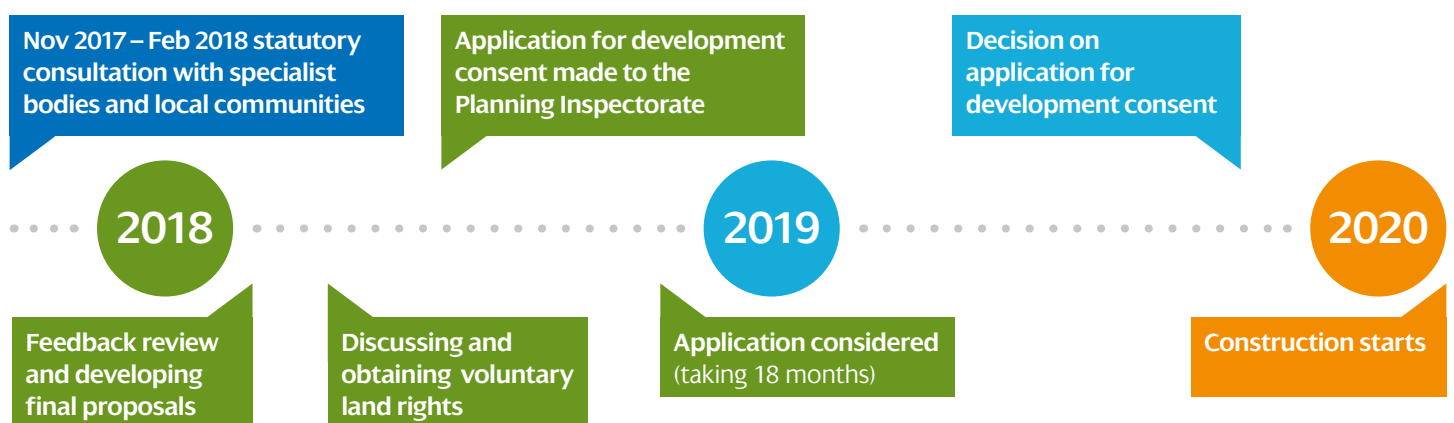 Nov 2017 – Feb 2018 statutory
consultation with specialist
bodies and local communities
Application for development
consent made to the
Planning Inspectorate
Decision on
application for
development consent
2018
2019
2020
Feedback review
and developing
final proposals
Discussing and
obtaining voluntary
land rights
Application considered
(taking 18 months)
Construction starts